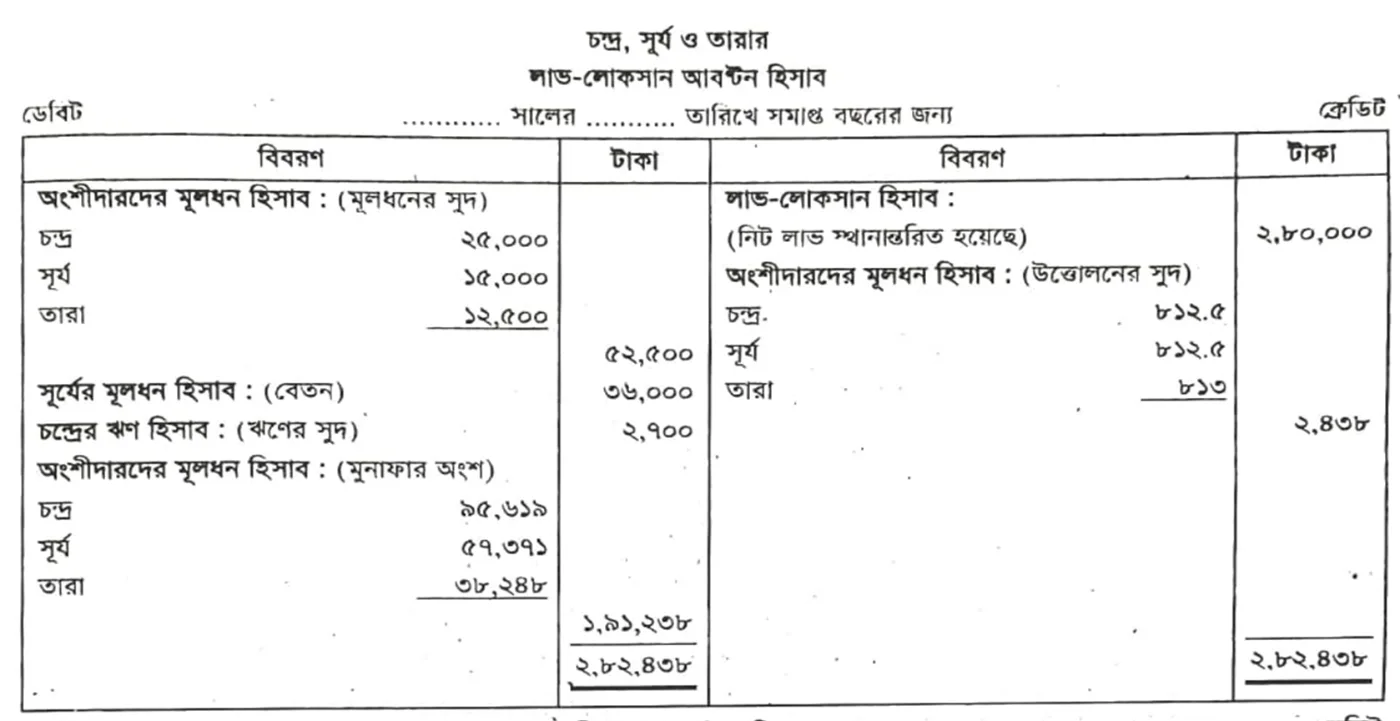 চন্দ্র, সূর্য ও তারার
লাভ-লোকসান আবণ্টন হিসাব
ডেবিট ............ সালের ........... তারিখে সমাপ্ত বছরের জন্য ক্রেডিট
বিবরণ টাকা বিবরণ টাকা
অংশীদারদের মূলধন হিসাব : (মূলধনের সুদ) লাভ-লোকসান হিসাব :
চন্দ্র ২৫,০০০ (নিট লাভ স্থানান্তরিত হয়েছে) ২,৮০,০০০
সূর্য ১৫,০০০ অংশীদারদের মূলধন হিসাব : (উত্তোলনের সুদ)
তারা ১২,৫০০ চন্দ্র. ৮১২.৫
৫২,৫০০ সূর্য ৮১২.৫
সূর্যের মূলধন হিসাব : (বেতন) ৩৬,০০০ তারা ৮১৩
চন্দ্রের ঋণ হিসাব : (ঋণের সুদ) ২,৭০০ ২,৪৩৮
অংশীদারদের মূলধন হিসাব : (মুনাফার অংশ)
চন্দ্র ৯৫,৬১৯
সূর্য ৫৭,৩৭১
তারা ৩৮,২৪৮
১,৯১,২৩৮
২,৮২,৪৩৮ ২,৮২,৪৩৮